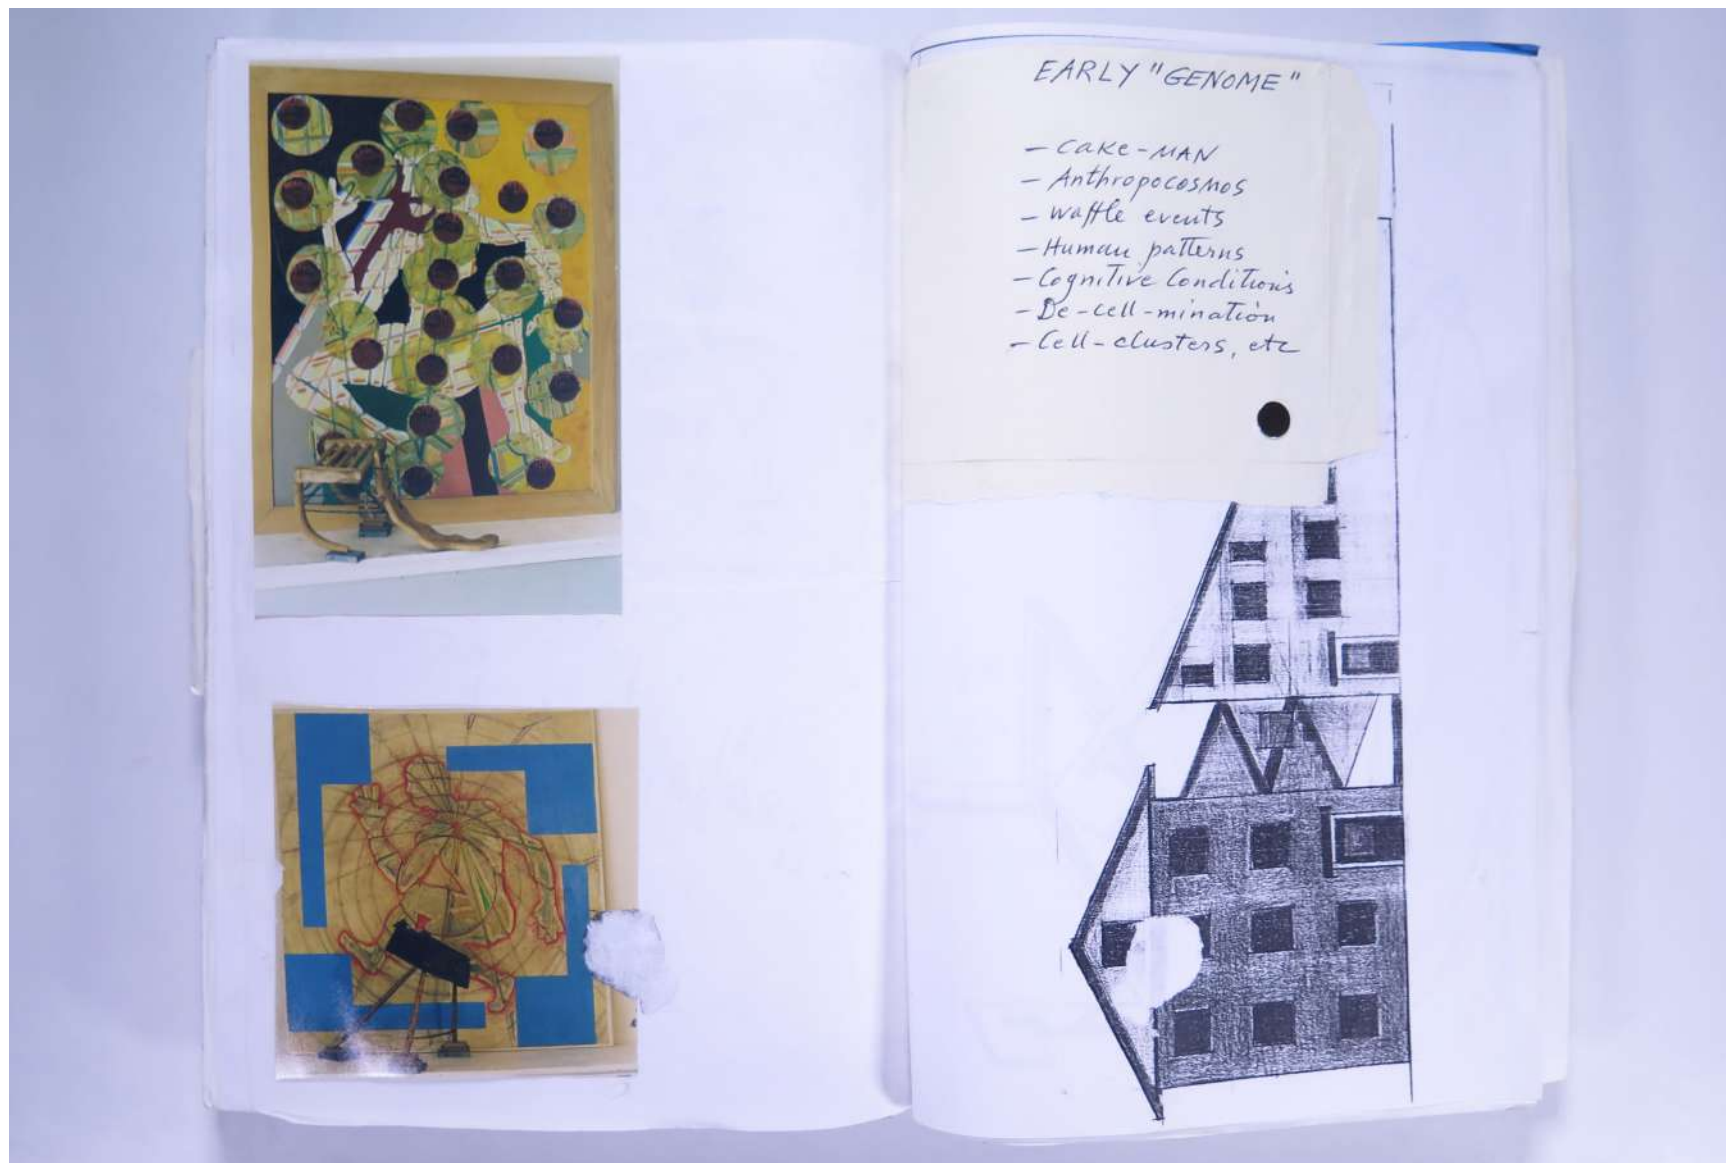 EARLY "GENOME"
- Cake-MAN
- Anthropocosmos
- Waffle events
- Human patterns
- Cognitive Conditions
- De-cell-mination
- Cell-clusters, etc